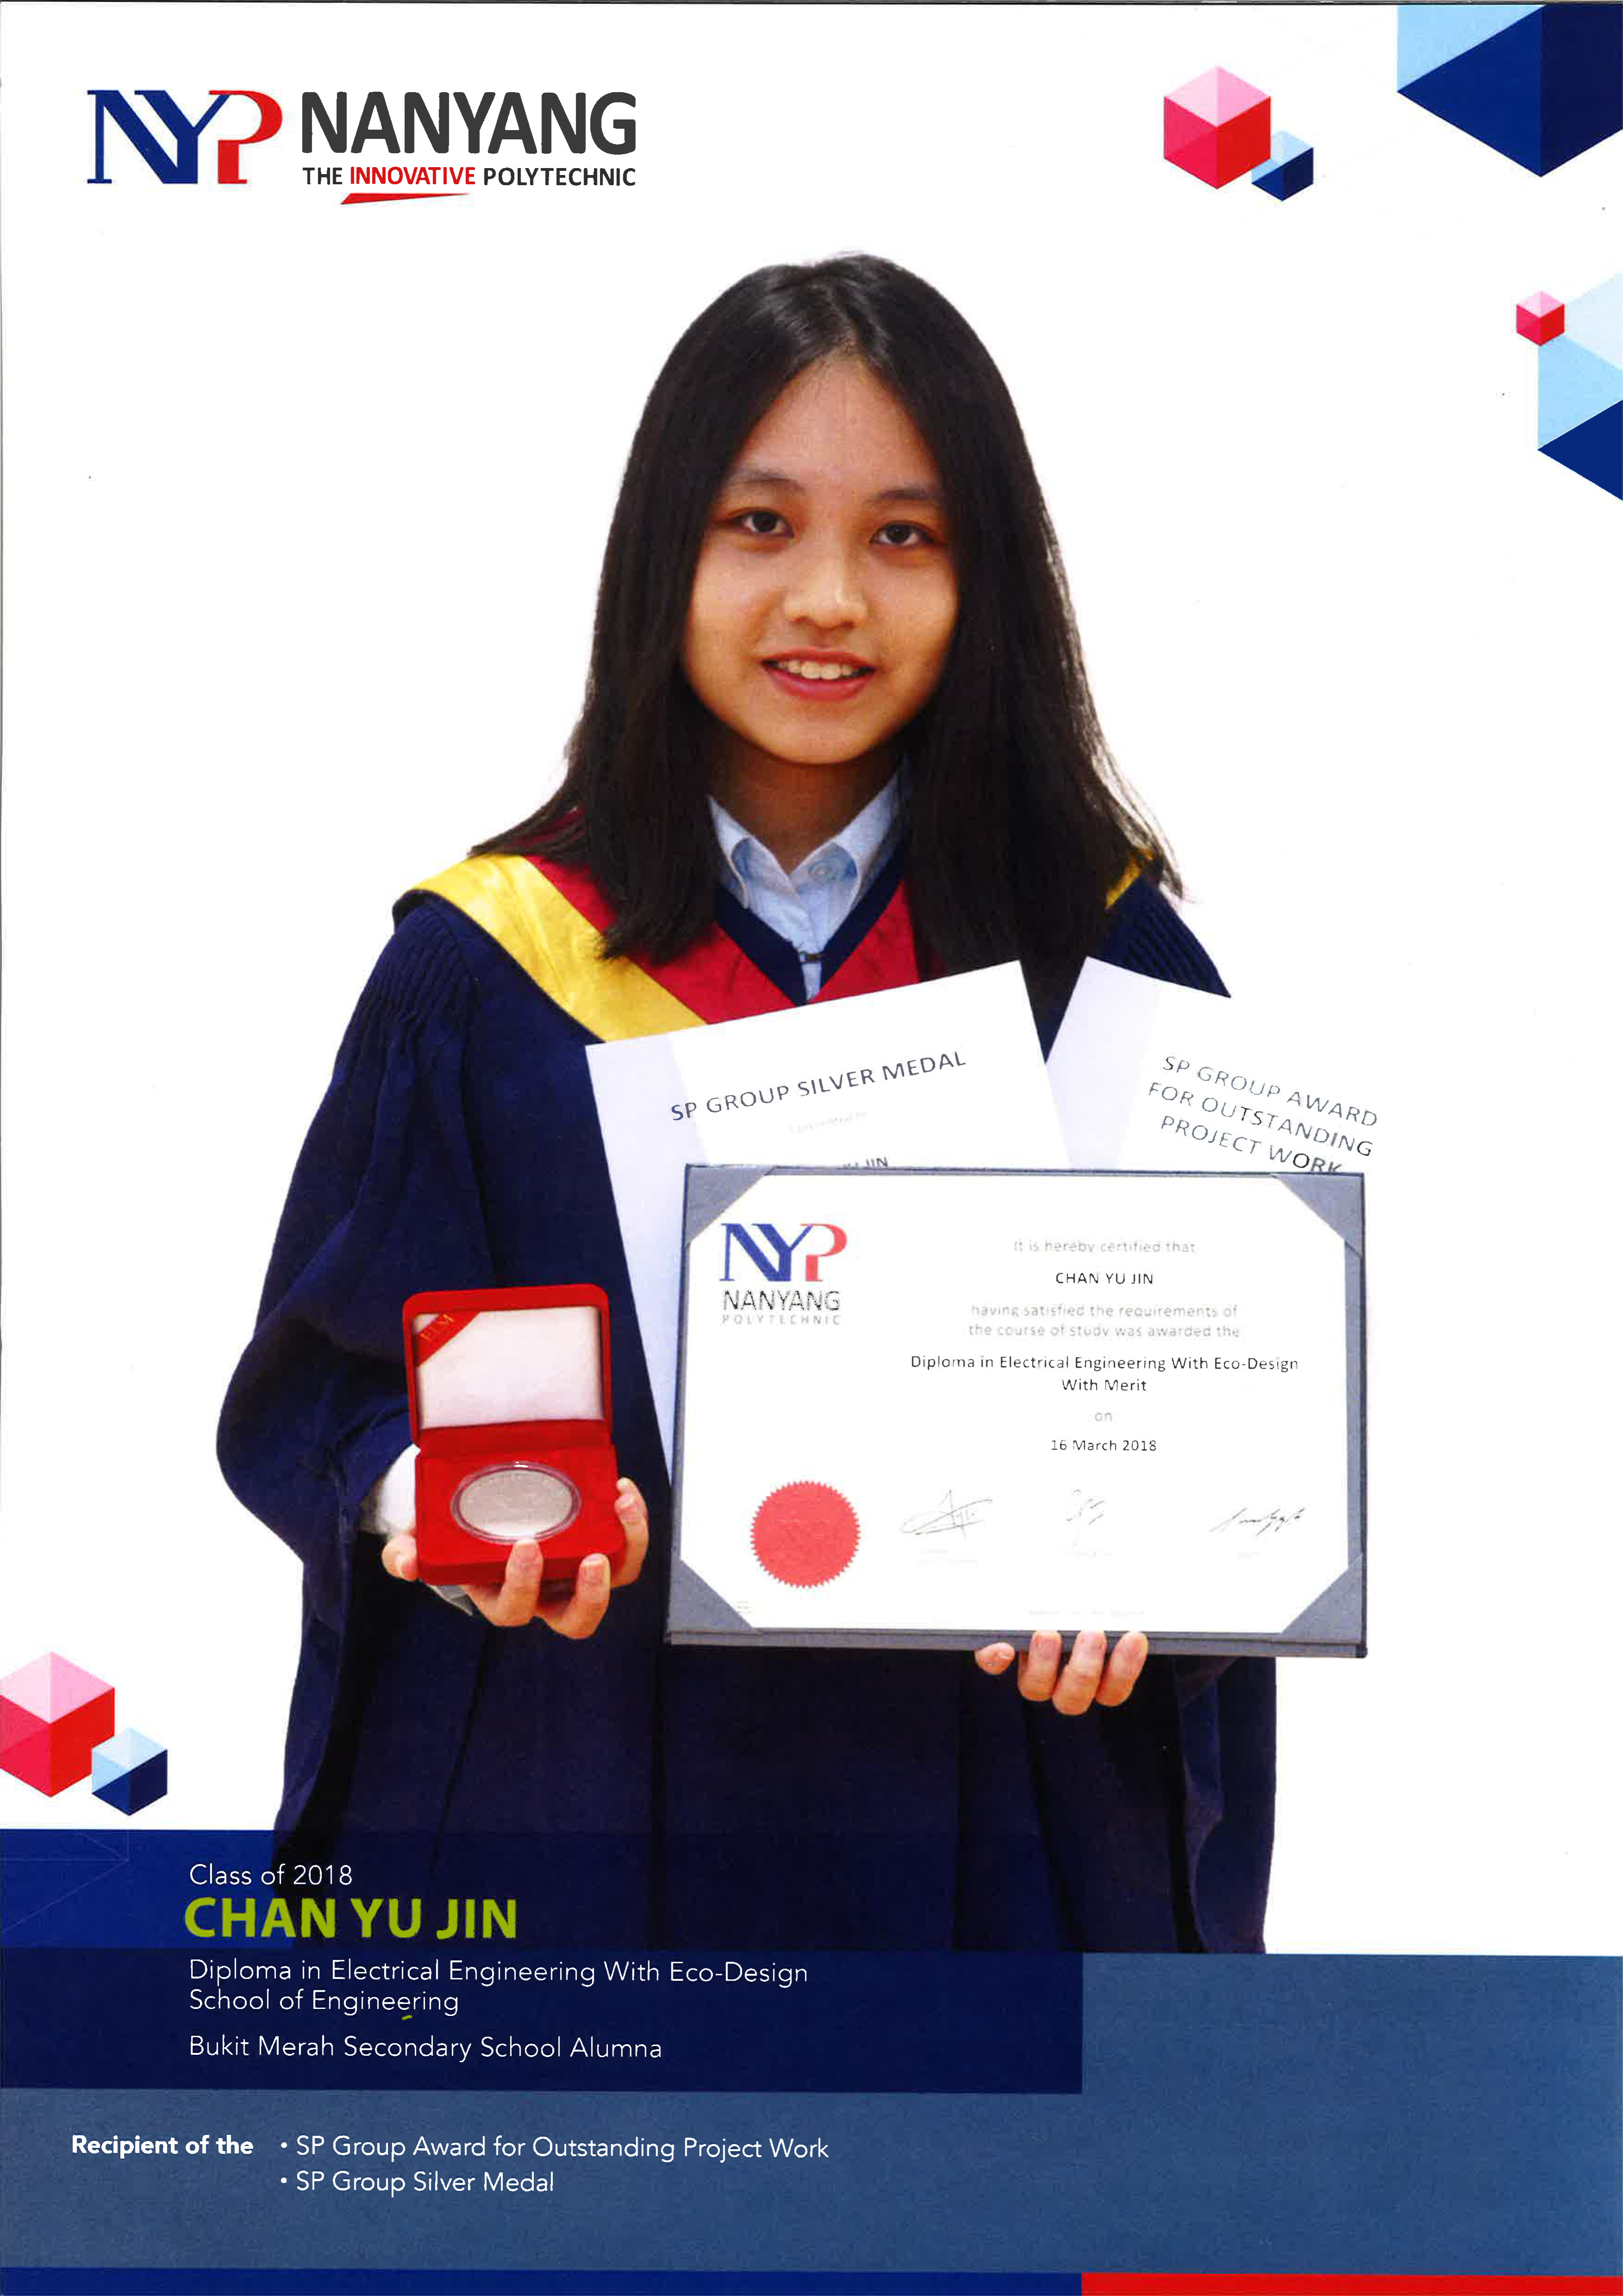 NYP NANYANG
THE INNOVATIVE POLYTECHNIC
SP GROUP SILVER MEDAL
JIN
SP GROUP AWARD
FOR OUTSTANDING
PROJECT WORK
NYP
NANYANG
POLYTECHNIC
It is hereby certified that
CHAN YU JIN
having satisfied the requirements of
the course of study was awarded the
Diploma in Electrical Engineering With Eco-Design
With Merit
on
16 March 2018
Class of 2018
CHAN YU JIN
Diploma in Electrical Engineering With Eco-Design
School of Engineering
Bukit Merah Secondary School Alumna
Recipient of the • SP Group Award for Outstanding Project Work
• SP Group Silver Medal